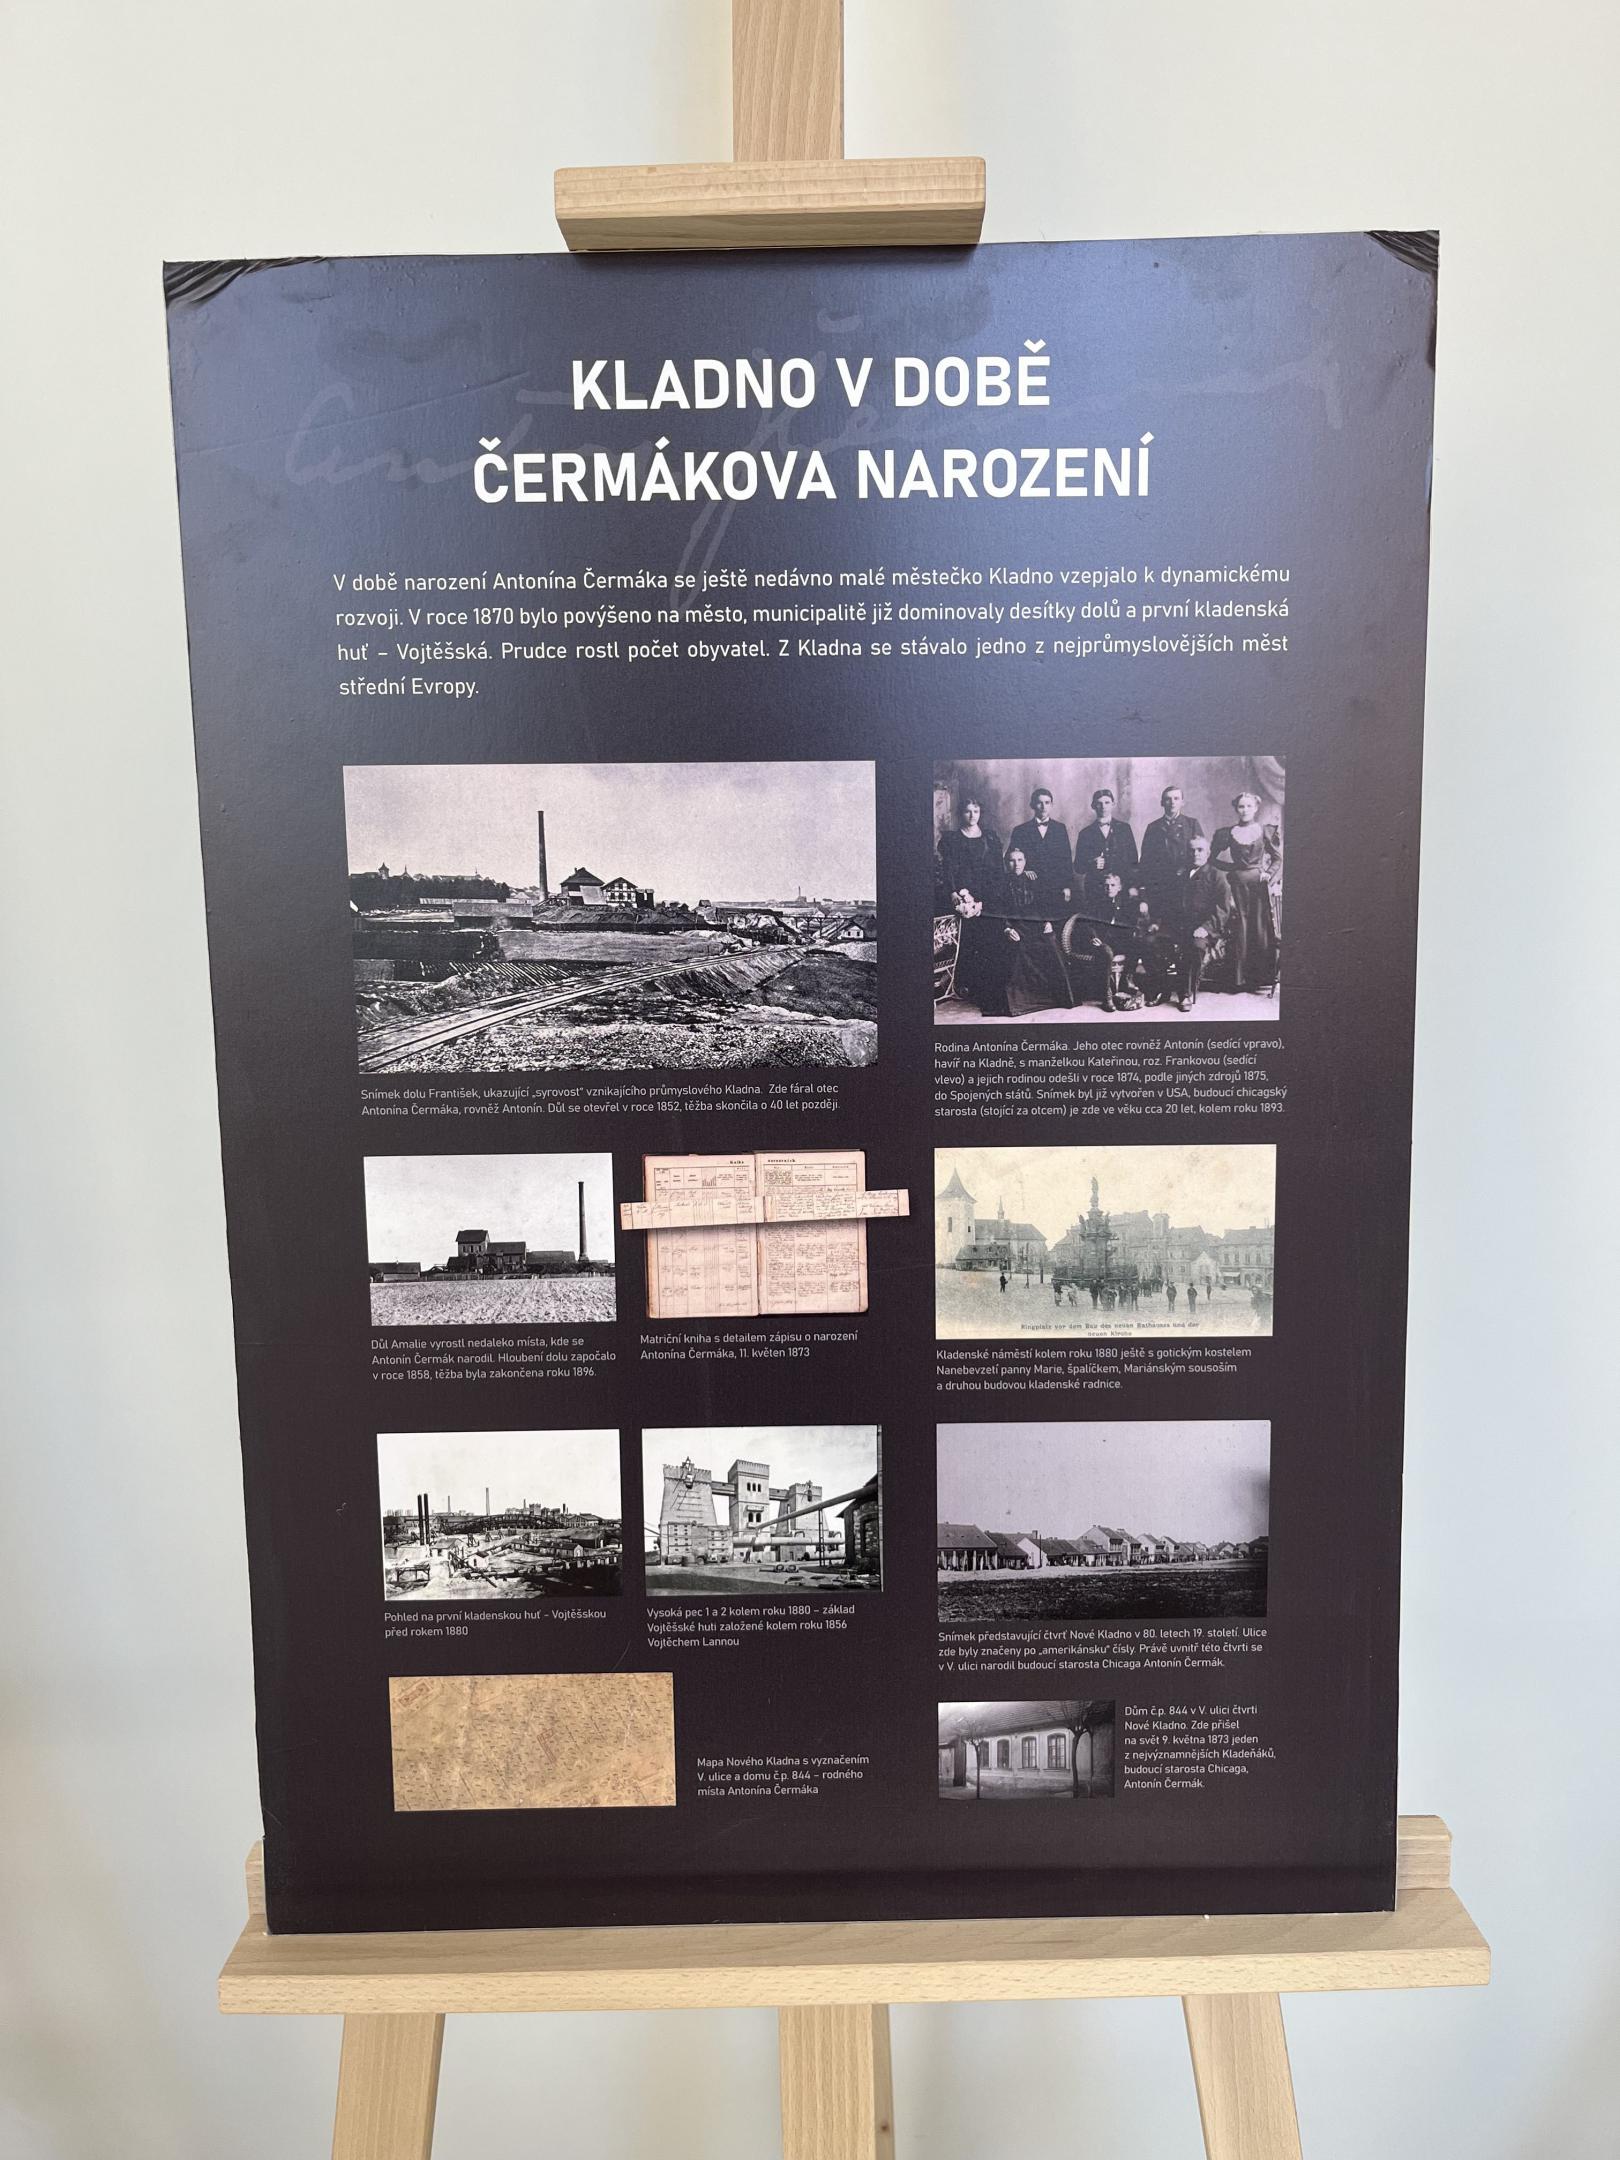 KLADNO V DOBĚ
ČERMÁKOVA NAROZENÍ
V době narození Antonína Čermáka se ještě nedávno malé městečko Kladno vzepjalo k dynamickému
rozvoji. V roce 1870 bylo povýšeno na město, municipalitě již dominovaly desítky dolů a první kladenská
huť – Vojtěšská. Prudce rostl počet obyvatel. Z Kladna se stávalo jedno z nejprůmyslovějších měst
střední Evropy.
Snímek dolu František, ukazující „syrovost“ vznikajícího průmyslového Kladna. Zde fáral otec
Antonína Čermáka, rovněž Antonín. Důl se otevřel v roce 1852, těžba skončila o 40 let později.
Rodina Antonína Čermáka. Jeho otec rovněž Antonín (sedící vpravo),
havíř na Kladně, s manželkou Kateřinou, roz. Frankovou (sedící
vlevo) a jejich rodinou odešli v roce 1874, podle jiných zdrojů 1875,
do Spojených států. Snímek byl již vytvořen v USA, budoucí chicagský
starosta (stojící za otcem) je zde ve věku cca 20 let, kolem roku 1893.
Důl Amalie vyrostl nedaleko místa, kde se
Antonín Čermák narodil. Hloubení dolu započalo
v roce 1858, těžba byla zakončena roku 1896.
Matriční kniha s detailem zápisu o narození
Antonína Čermáka, 11. květen 1873
Ringplatz vor dem Bau des neuen Rathauses und der
neuen Kirche
Kladenské náměstí kolem roku 1880 ještě s gotickým kostelem
Nanebevzetí panny Marie, špalíčkem, Mariánským sousoším
a druhou budovou kladenské radnice.
Pohled na první kladenskou huť – Vojtěšskou
před rokem 1880
Vysoká pec 1 a 2 kolem roku 1880 – základ
Vojtěšské huti založené kolem roku 1856
Vojtěchem Lannou
Snímek představující čtvrť Nové Kladno v 80. letech 19. století. Ulice
zde byly značeny po „amerikánsku“ čísly. Právě uvnitř této čtvrti se
v V. ulici narodil budoucí starosta Chicaga Antonín Čermák.
Mapa Nového Kladna s vyznačením
V. ulice a domu č.p. 844 – rodného
místa Antonína Čermáka
Dům č.p. 844 v V. ulici čtvrti
Nové Kladno. Zde přišel
na svět 9. května 1873 jeden
z nejvýznamnějších Kladeňáků,
budoucí starosta Chicaga,
Antonín Čermák.